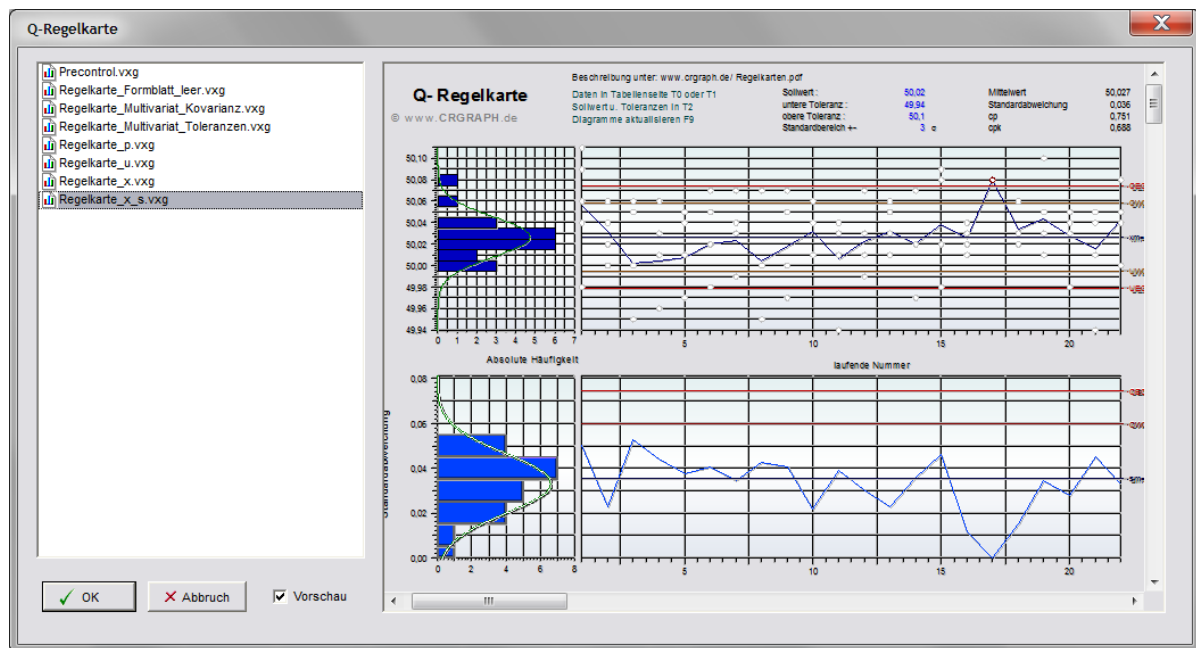 Q-Regelkarte
Precontrol.vxg
Regelkarte_Formblatt_leer.vxg
Regelkarte_Multivariat_Kovarianz.vxg
Regelkarte_Multivariat_Toleranzen.vxg
Regelkarte_p.vxg
Regelkarte_u.vxg
Regelkarte_x.vxg
Regelkarte_x_s.vxg
OK
Abbruch
Vorschau
Q- Regelkarte
© www.CRGRAPH.de
Beschreibung unter: www.crgraph.de/ Regelkarten.pdf
Daten in Tabellenseite T0 oder T1
Sollwert u. Toleranzen in T2
Diagramme aktualisieren F9
Sollwert : 50,02
untere Toleranz : 49,94
obere Toleranz : 50,1
Standardbereich +- 3 σ
Mittelwert 50,027
Standardabweichung 0,036
cp 0,751
cpk 0,688
50,10
50,08
50,06
50,04
50,02
50,00
49,98
49,96
49,94
0 1 2 3 4 5 6 7
5 10 15 20
Absolute Häufigkeit
laufende Nummer
0,08
0,06
0,04
0,02
0,00
Standardabweichung
0 2 4 6 8
5 10 15 20